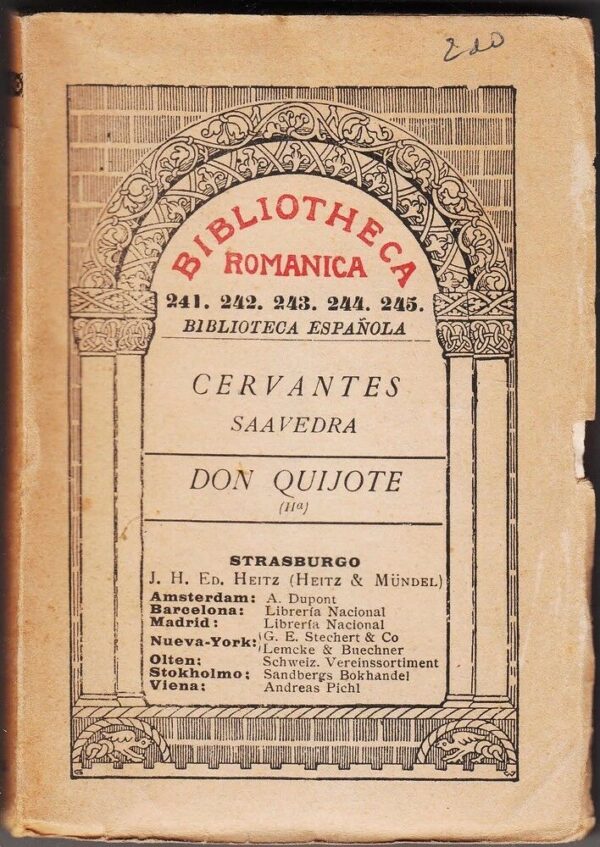 2do
BIBLIOTHECA
ROMANICA
241. 242. 243. 244. 245.
BIBLIOTECA ESPAÑOLA
CERVANTES
SAAVEDRA
DON QUIJOTE
(IIª)
STRASBURGO
J. H. ED. HEITZ (HEITZ & MÜNDEL)
Amsterdam: A. Dupont
Barcelona: Librería Nacional
Madrid: Librería Nacional
Nueva-York: G. E. Stechert & Co
Lemcke & Buechner
Olten: Schweiz. Vereinssortiment
Stokholmo: Sandbergs Bokhandel
Viena: Andreas Pichl